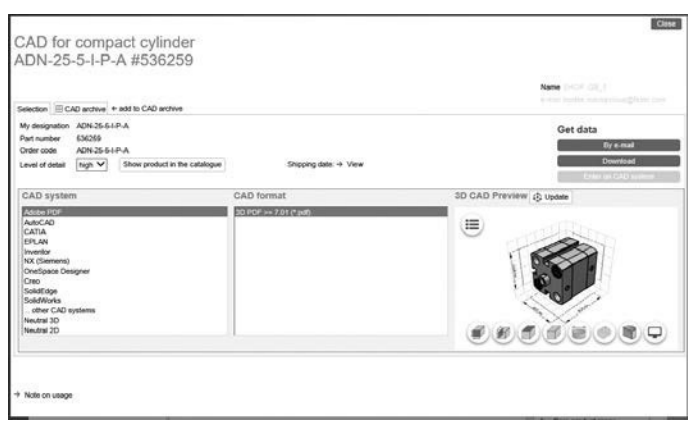 Close
CAD for compact cylinder
ADN-25-5-I-P-A #536259
Name
Selection CAD archive + add to CAD archive
My designation ADN-25-5-I-P-A
Part number 536259
Order code ADN-25-5-I-P-A
Level of detail high Show product in the catalogue Shipping date: → View
Get data
By e-mail
Download
Enter in CAD system
CAD system
Adobe PDF
AutoCAD
CATIA
EPLAN
Inventor
NX (Siemens)
OneSpace Designer
Creo
SolidEdge
SolidWorks
... other CAD systems
Neutral 3D
Neutral 2D
CAD format
3D PDF >= 7.01 (*.pdf)
3D CAD Preview Update
→ Note on usage